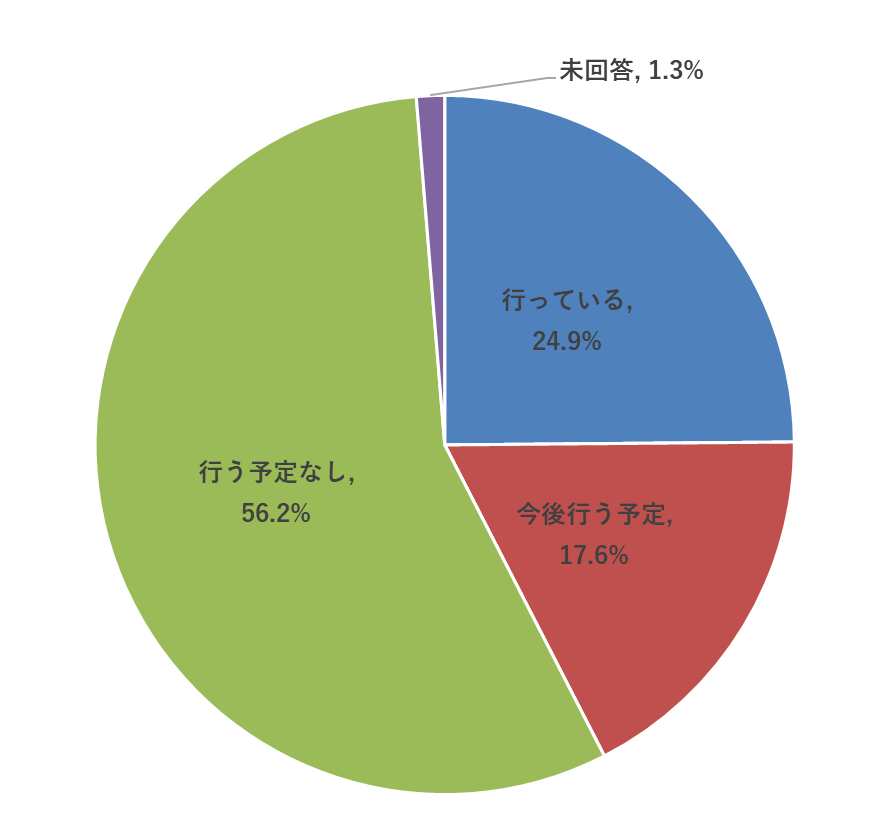 未回答, 1.3%
行っている,
24.9%
行う予定なし,
56.2%
今後行う予定,
17.6%